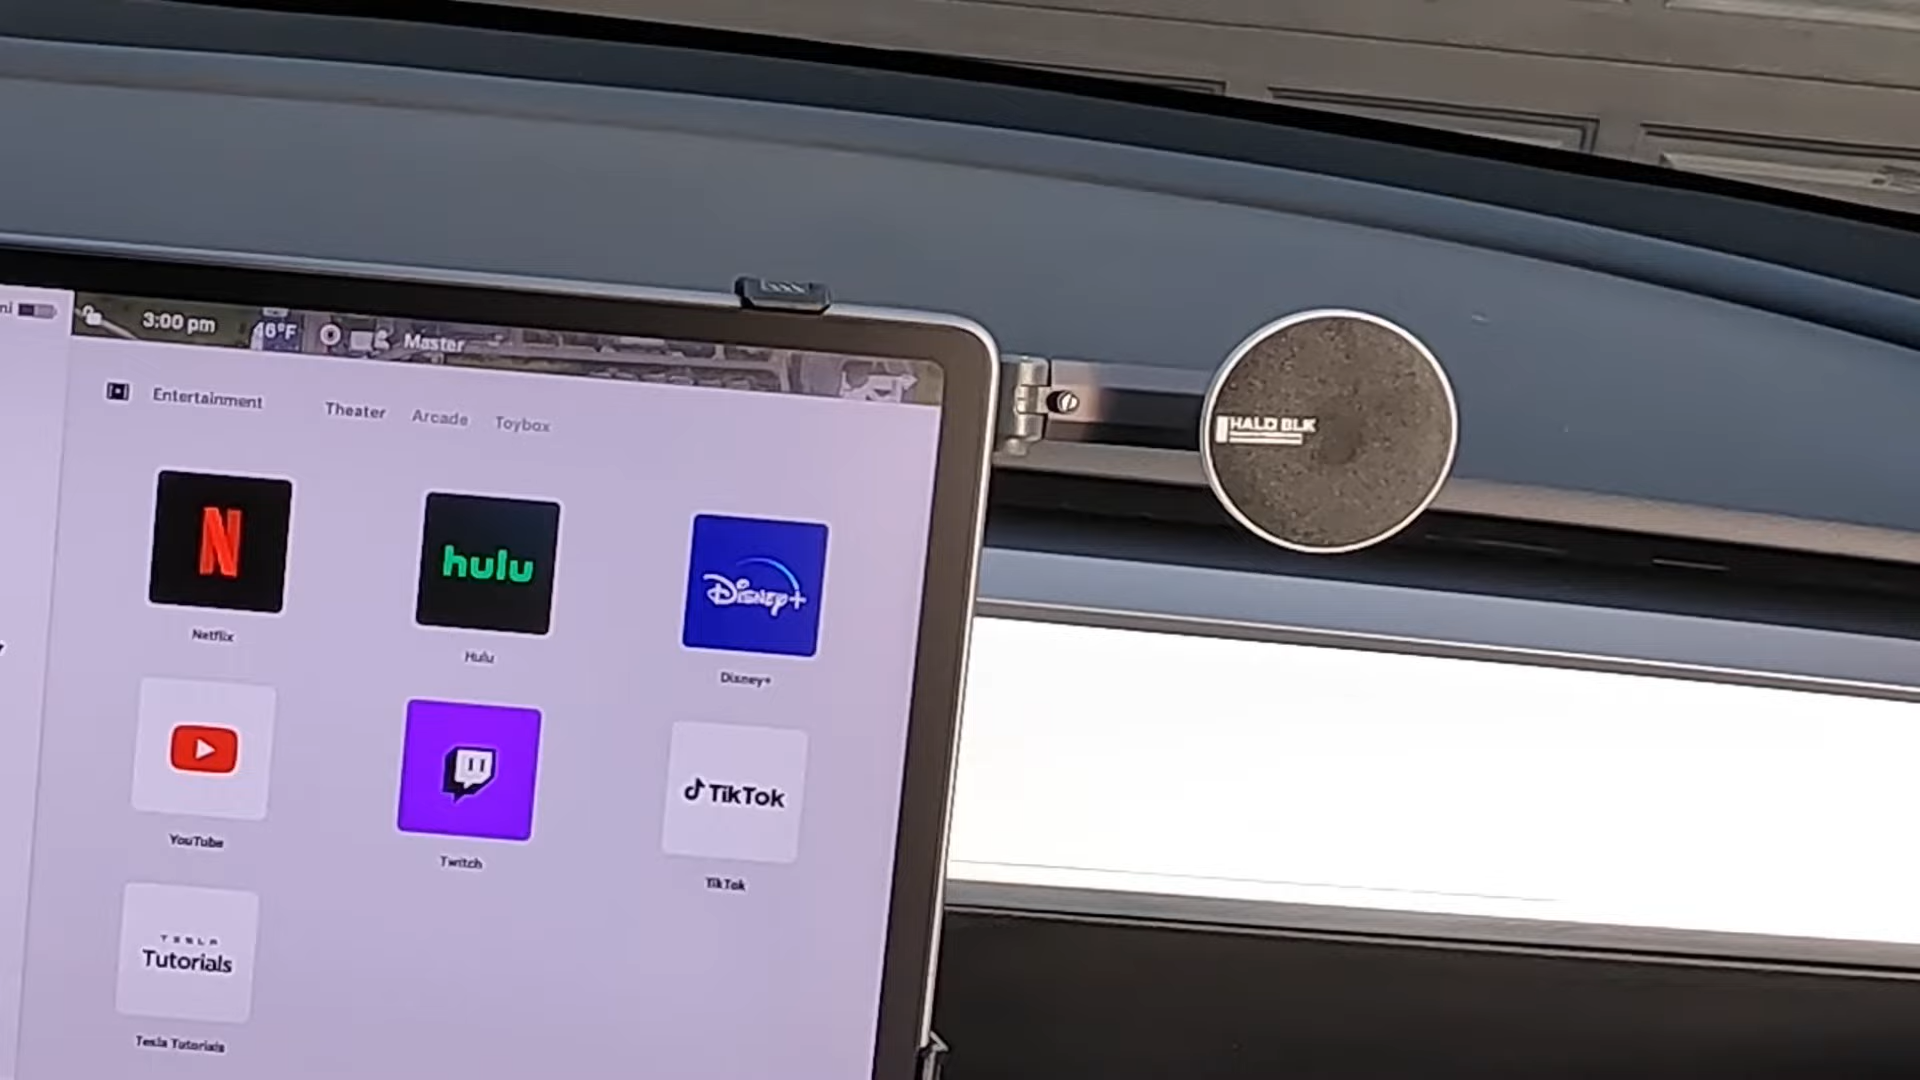 3:00 pm
46°F
Master
Entertainment
Theater
Arcade
Toybox
HALO BLK
hulu
Disney+
Netflix
Hulu
Disney+
TikTok
YouTube
Twitch
TikTok
TESLA
Tutorials
Tesla Tutorials